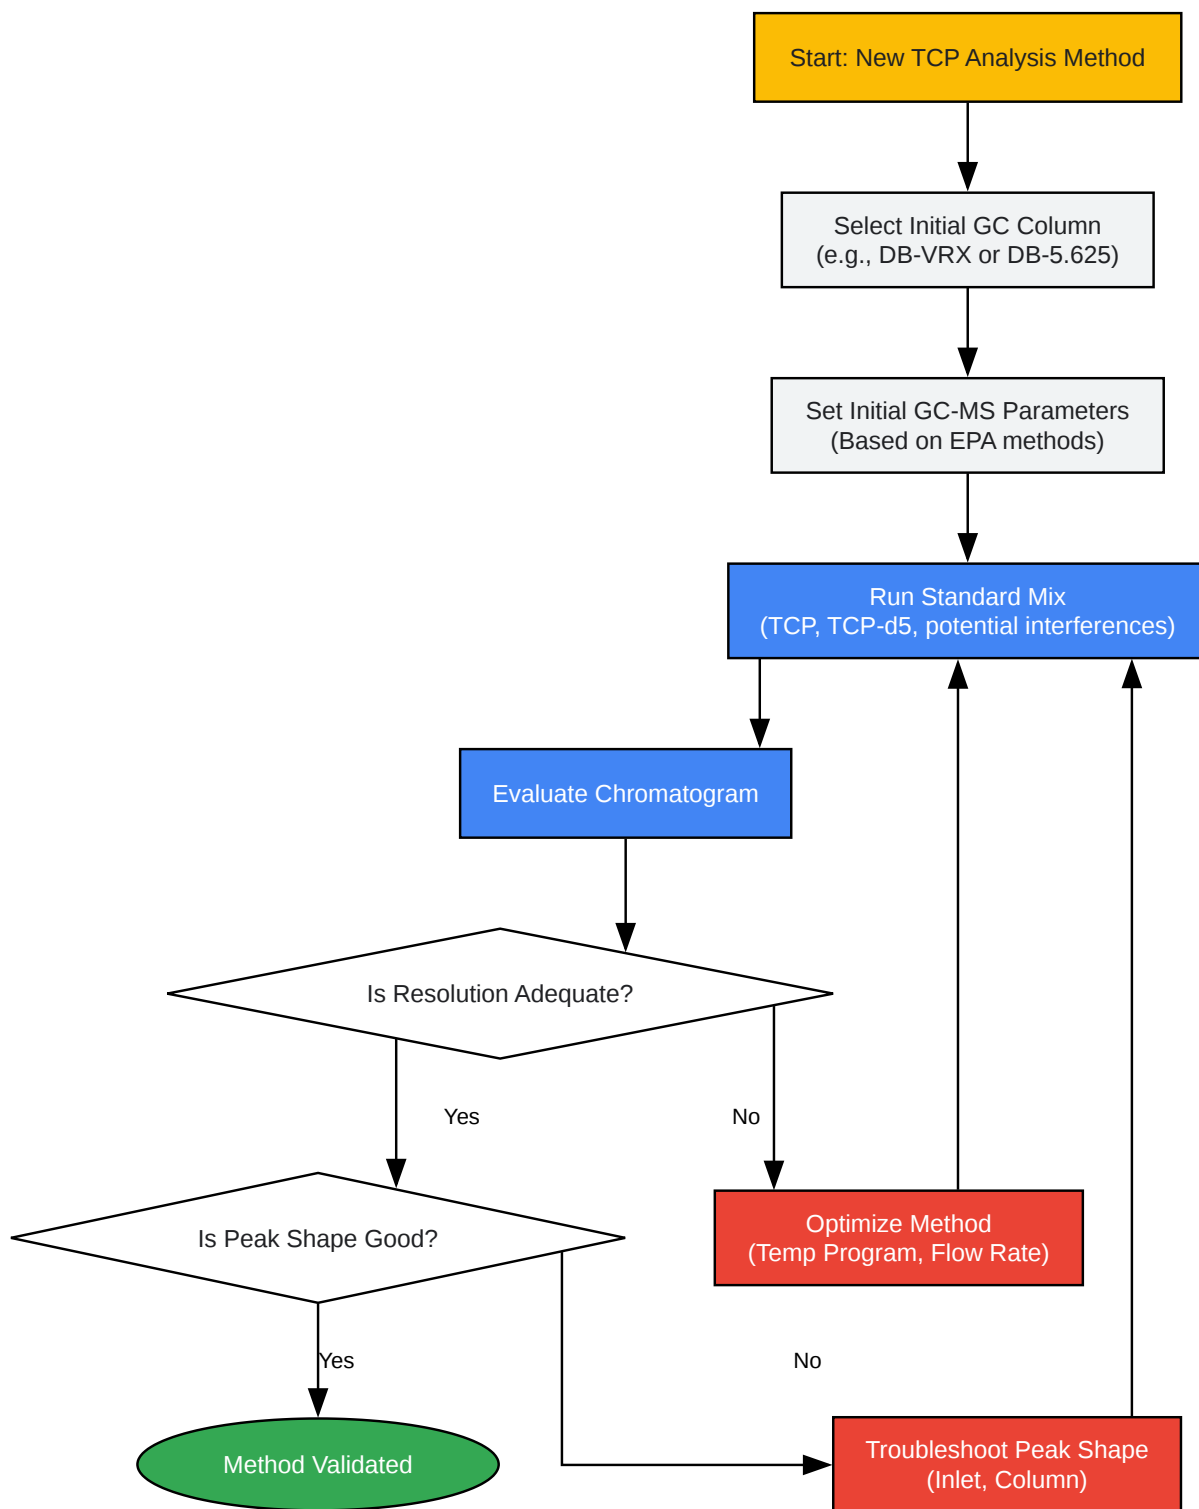 Start: New TCP Analysis Method
Select Initial GC Column
(e.g., DB-VRX or DB-5.625)
Set Initial GC-MS Parameters
(Based on EPA methods)
Run Standard Mix
(TCP, TCP-d5, potential interferences)
Evaluate Chromatogram
Is Resolution Adequate?
Yes
No
Is Peak Shape Good?
Optimize Method
(Temp Program, Flow Rate)
Yes
No
Method Validated
Troubleshoot Peak Shape
(Inlet, Column)